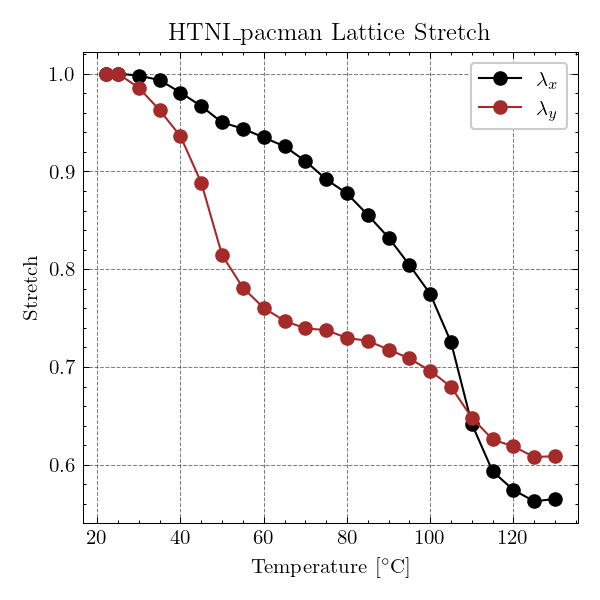 HTNI_pacman Lattice Stretch
λx
λy
1.0
0.9
0.8
0.7
0.6
Stretch
20 40 60 80 100 120
Temperature [°C]